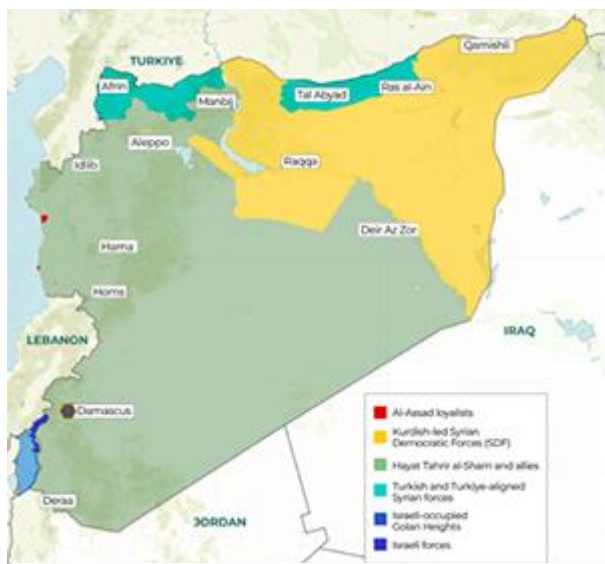 TURKIYE
Qamishli
Afrin
Tal Abyad
Ras al-Ain
Manbij
Aleppo
Idlib
Raqqa
Deir Az Zor
Hama
Homs
LEBANON
IRAQ
Damascus
Deraa
JORDAN
Al-Assad loyalists
Kurdish-led Syrian
Democratic Forces (SDF)
Hayat Tahrir al-Sham and allies
Turkish and Turkiye-aligned
Syrian forces
Israeli-occupied
Golan Heights
Israeli forces